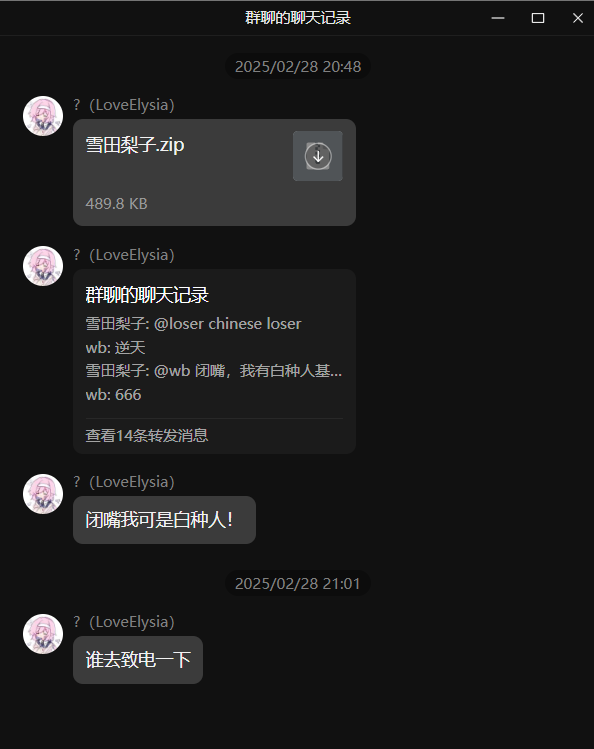 群聊的聊天记录
2025/02/28 20:48
？（LoveElysia）
雪田梨子.zip
489.8 KB
？（LoveElysia）
群聊的聊天记录
雪田梨子: @loser chinese loser
wb: 逆天
雪田梨子: @wb 闭嘴，我有白种人基...
wb: 666
查看14条转发消息
？（LoveElysia）
闭嘴我可是白种人！
2025/02/28 21:01
？（LoveElysia）
谁去致电一下